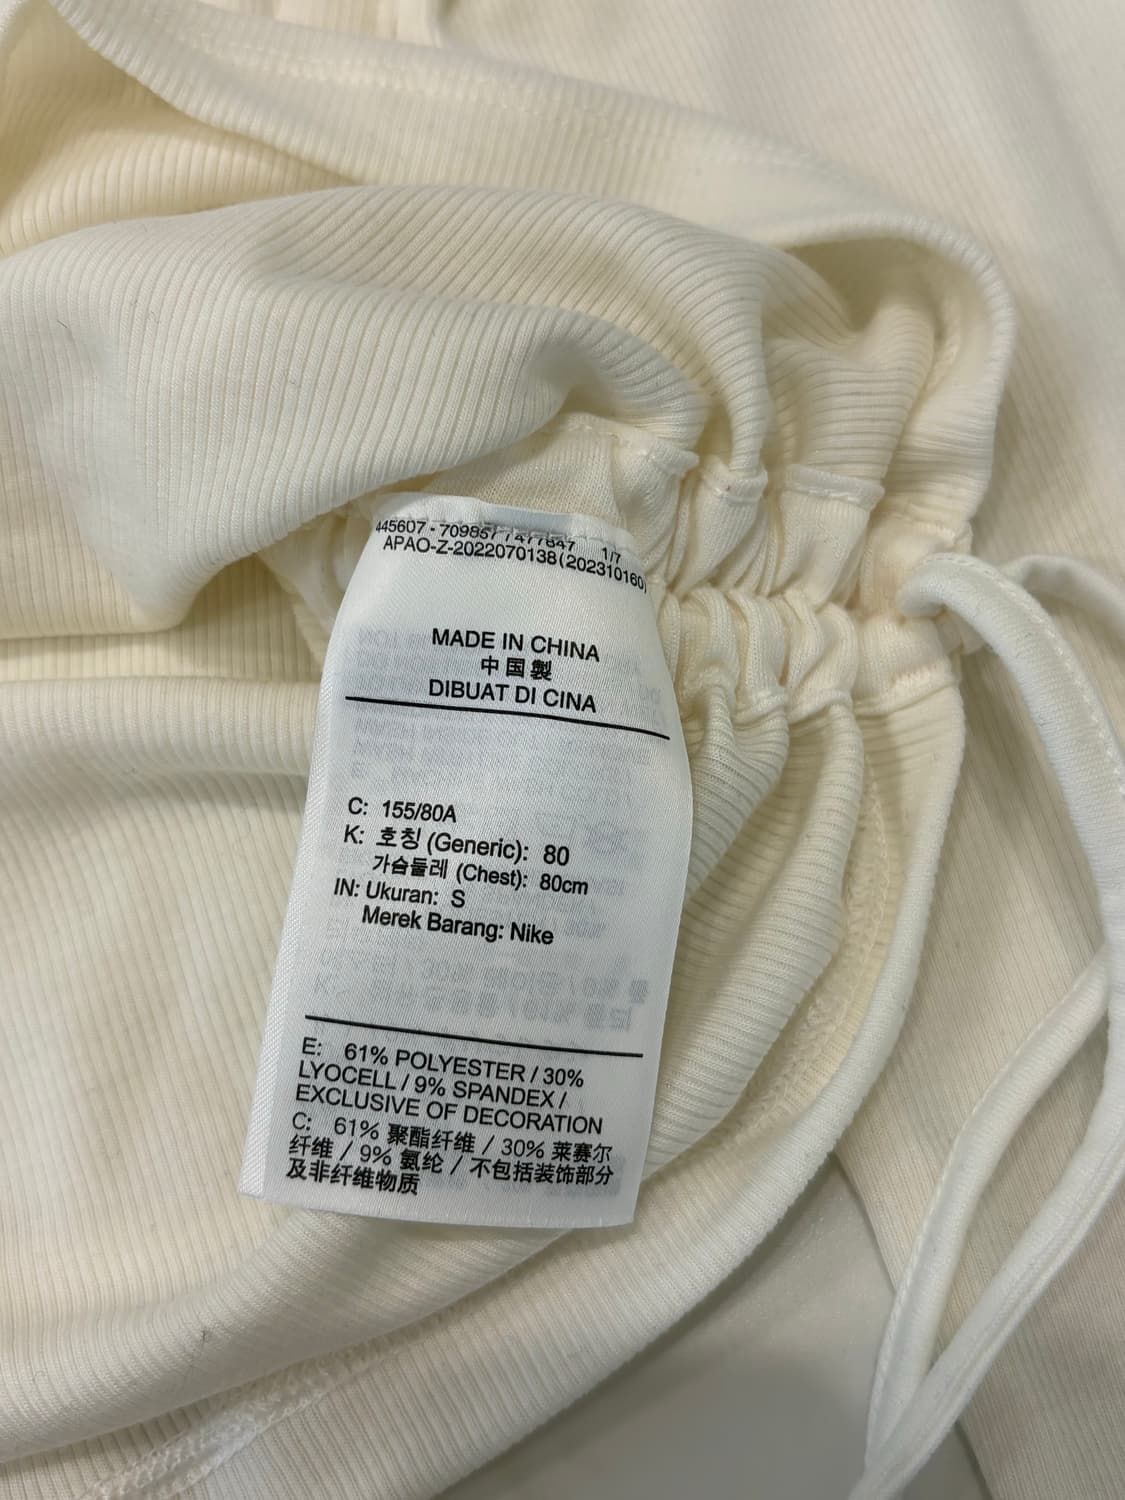 1/7
APAO-Z-2022070138(202310160)
MADE IN CHINA
中国製
DIBUAT DI CINA
C: 155/80A
K: 호칭 (Generic): 80
가슴둘레 (Chest): 80cm
IN: Ukuran: S
Merek Barang: Nike
E: 61% POLYESTER / 30%
LYOCELL / 9% SPANDEX /
EXCLUSIVE OF DECORATION
C: 61% 聚酯纤维 / 30% 莱赛尔
纤维 / 9% 氨纶 / 不包括装饰部分
及非纤维物质